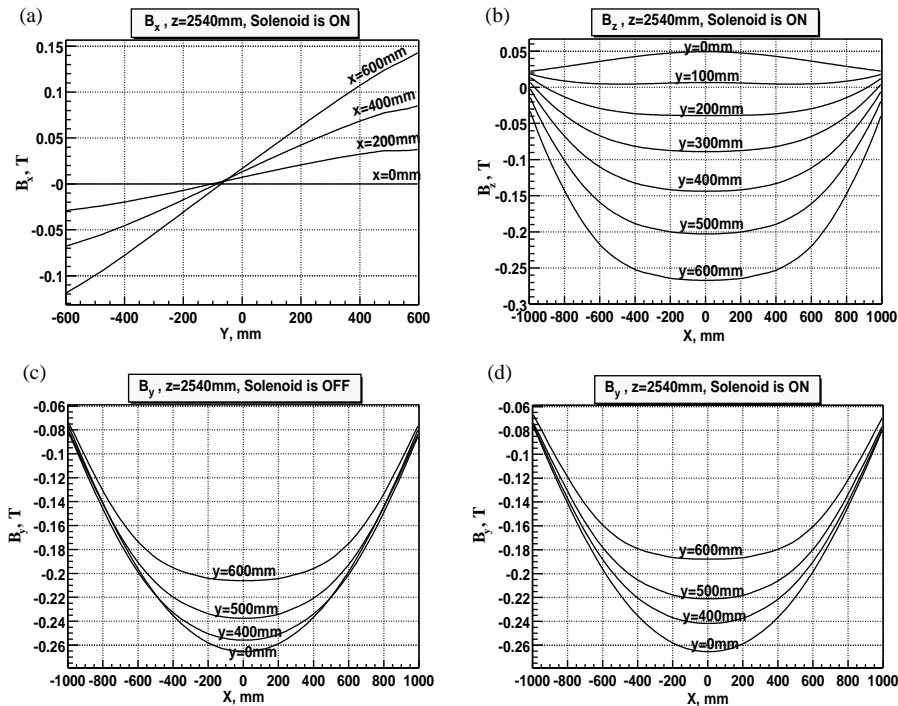 (a)
B_x , z=2540mm, Solenoid is ON
0.15
0.1
0.05
-0
-0.05
-0.1
B_x, T
x=600mm
x=400mm
x=200mm
x=0mm
-600 -400 -200 0 200 400 600
Y, mm
(b)
B_z , z=2540mm, Solenoid is ON
0.05
0
-0.05
-0.1
-0.15
-0.2
-0.25
-0.3
B_z, T
y=0mm
y=100mm
y=200mm
y=300mm
y=400mm
y=500mm
y=600mm
-1000 -800 -600 -400 -200 0 200 400 600 800 1000
X, mm
(c)
B_y , z=2540mm, Solenoid is OFF
-0.06
-0.08
-0.1
-0.12
-0.14
-0.16
-0.18
-0.2
-0.22
-0.24
-0.26
B_y, T
y=600mm
y=500mm
y=400mm
y=0mm
-1000 -800 -600 -400 -200 0 200 400 600 800 1000
X, mm
(d)
B_y , z=2540mm, Solenoid is ON
-0.06
-0.08
-0.1
-0.12
-0.14
-0.16
-0.18
-0.2
-0.22
-0.24
-0.26
B_y, T
y=600mm
y=500mm
y=400mm
y=0mm
-1000 -800 -600 -400 -200 0 200 400 600 800 1000
X, mm